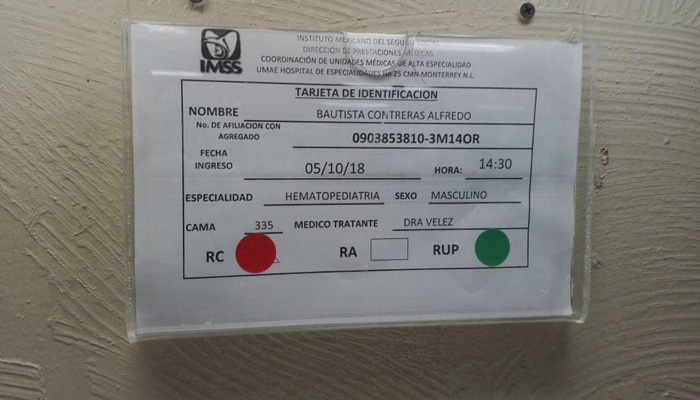 IMSS
INSTITUTO MEXICANO DEL SEGURO SOCIAL
DIRECCIÓN DE PRESTACIONES MÉDICAS
COORDINACIÓN DE UNIDADES MÉDICAS DE ALTA ESPECIALIDAD
UMAE HOSPITAL DE ESPECIALIDADES No 25 CMN MONTERREY N.L.
TARJETA DE IDENTIFICACION
NOMBRE BAUTISTA CONTRERAS ALFREDO
No. DE AFILIACION CON
AGREGADO 0903853810-3M14OR
FECHA
INGRESO 05/10/18 HORA: 14:30
ESPECIALIDAD HEMATOPEDIATRIA SEXO MASCULINO
CAMA 335 MEDICO TRATANTE DRA VELEZ
RC RA RUP